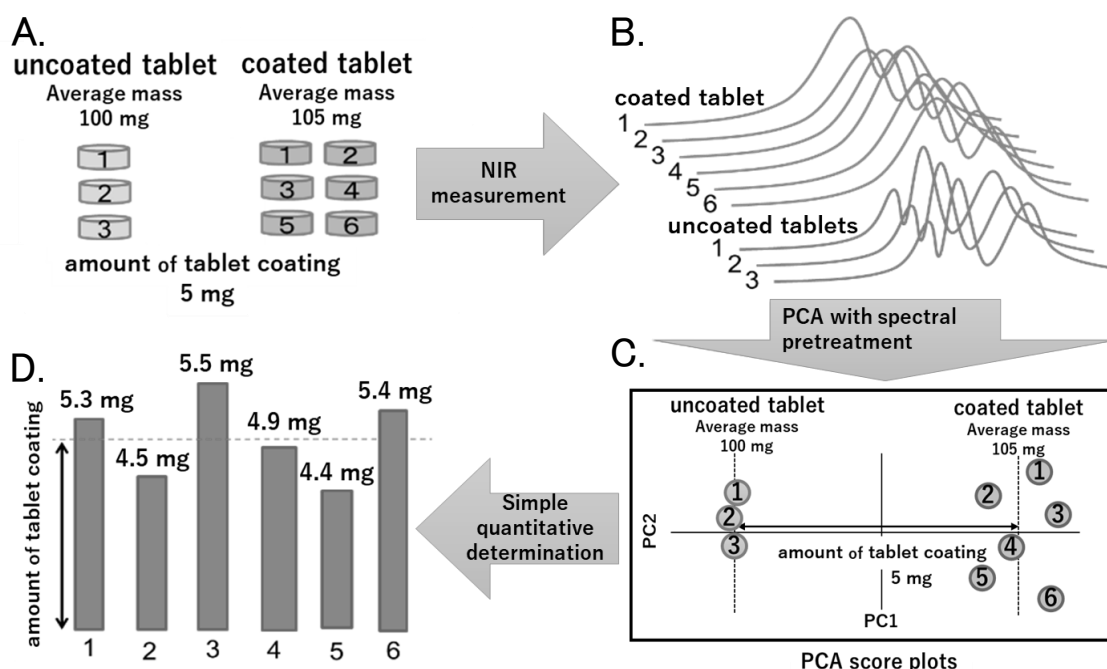 A.
uncoated tablet
Average mass
100 mg
1
2
3
coated tablet
Average mass
105 mg
1 2
3 4
5 6
amount of tablet coating
5 mg
NIR
measurement
B.
coated tablet
1
2
3
4
5
6
uncoated tablets
1
2
3
PCA with spectral
pretreatment
C.
uncoated tablet
Average mass
100 mg
coated tablet
Average mass
105 mg
1
2
3
1
2
3
4
5
6
amount of tablet coating
5 mg
PC2
PC1
PCA score plots
Simple
quantitative
determination
D.
amount of tablet coating
5.3 mg
4.5 mg
5.5 mg
4.9 mg
4.4 mg
5.4 mg
1 2 3 4 5 6